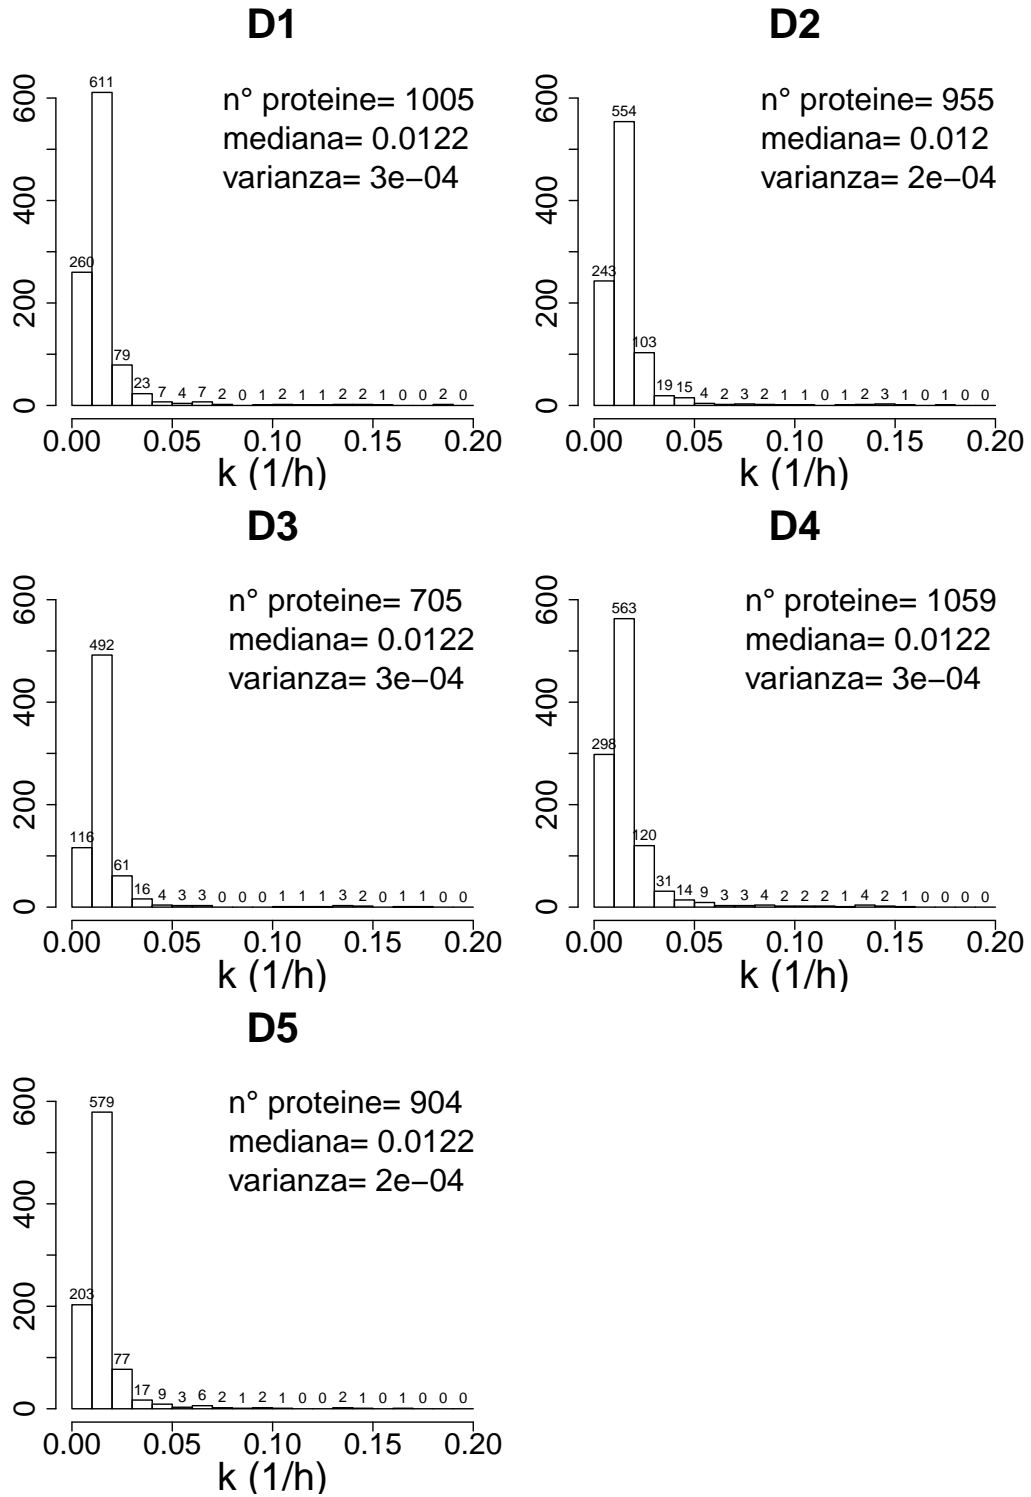 D1
n° proteine= 1005
mediana= 0.0122
varianza= 3e−04
0 200 400 600
260 611 79 23 7 4 7 2 0 1 2 1 1 2 2 1 0 0 2 0
0.00 0.05 0.10 0.15 0.20
k (1/h)
D2
n° proteine= 955
mediana= 0.012
varianza= 2e−04
0 200 400 600
243 554 103 19 15 4 2 3 2 1 1 0 1 2 3 1 0 1 0 0
0.00 0.05 0.10 0.15 0.20
k (1/h)
D3
n° proteine= 705
mediana= 0.0122
varianza= 3e−04
0 200 400 600
116 492 61 16 4 3 3 0 0 0 1 1 1 3 2 0 1 1 0 0
0.00 0.05 0.10 0.15 0.20
k (1/h)
D4
n° proteine= 1059
mediana= 0.0122
varianza= 3e−04
0 200 400 600
298 563 120 31 14 9 3 3 4 2 2 2 1 4 2 1 0 0 0 0
0.00 0.05 0.10 0.15 0.20
k (1/h)
D5
n° proteine= 904
mediana= 0.0122
varianza= 2e−04
0 200 400 600
203 579 77 17 9 3 6 2 1 2 1 0 0 2 1 0 1 0 0 0
0.00 0.05 0.10 0.15 0.20
k (1/h)